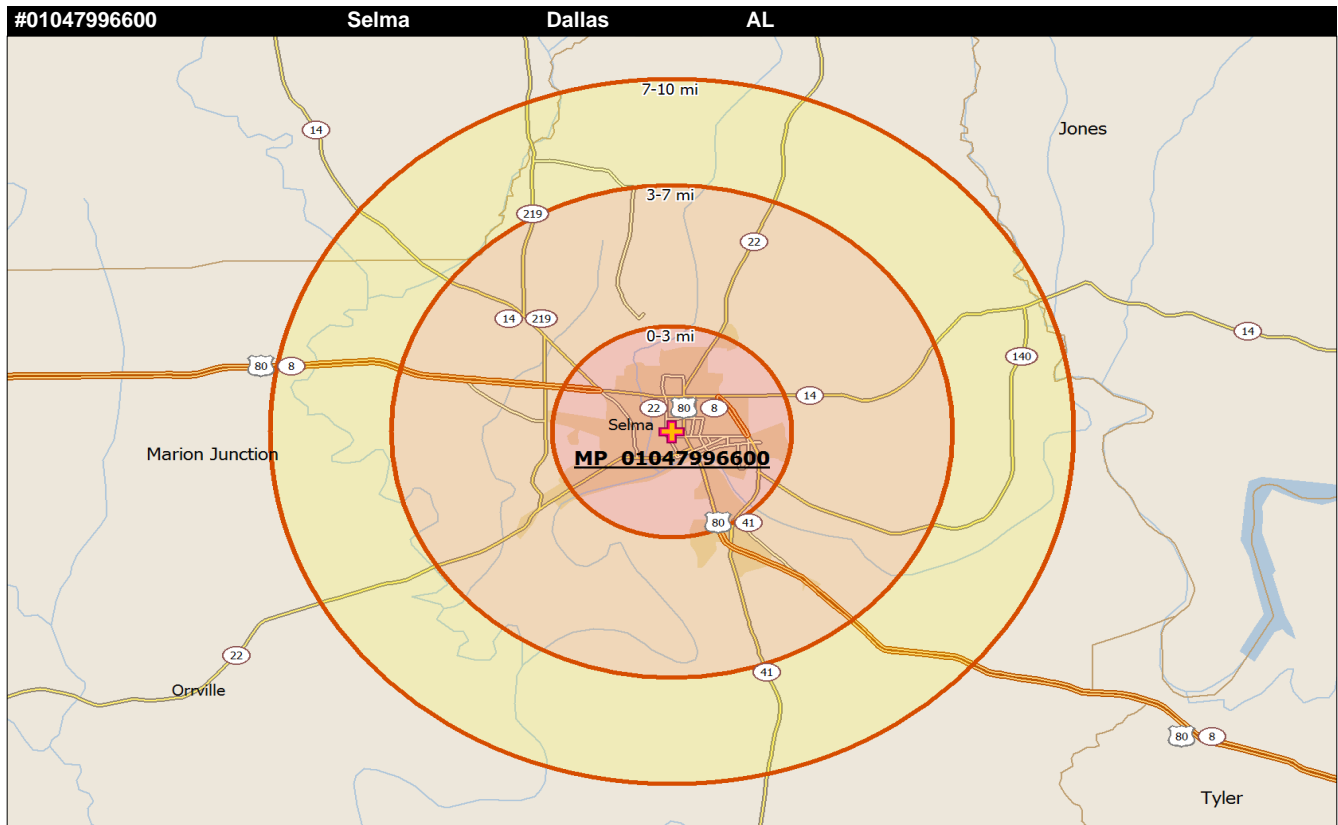 #01047996600 Selma Dallas AL
7-10 mi
14
Jones
3-7 mi
219
22
14 219
14
0-3 mi
140
80 8
14
22 80 8
Selma
Marion Junction
MP 01047996600
80 41
22
41
Orrville
80 8
Tyler